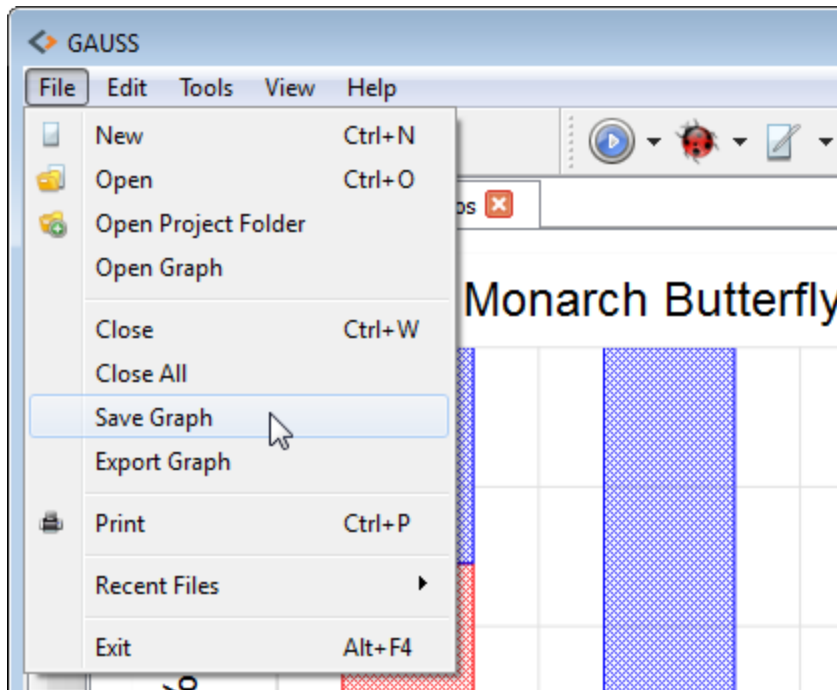 GAUSS
File Edit Tools View Help
New Ctrl+N
Open Ctrl+O
Open Project Folder
Open Graph
Close Ctrl+W
Close All
Save Graph
Export Graph
Print Ctrl+P
Recent Files
Exit Alt+F4
Monarch Butterfly